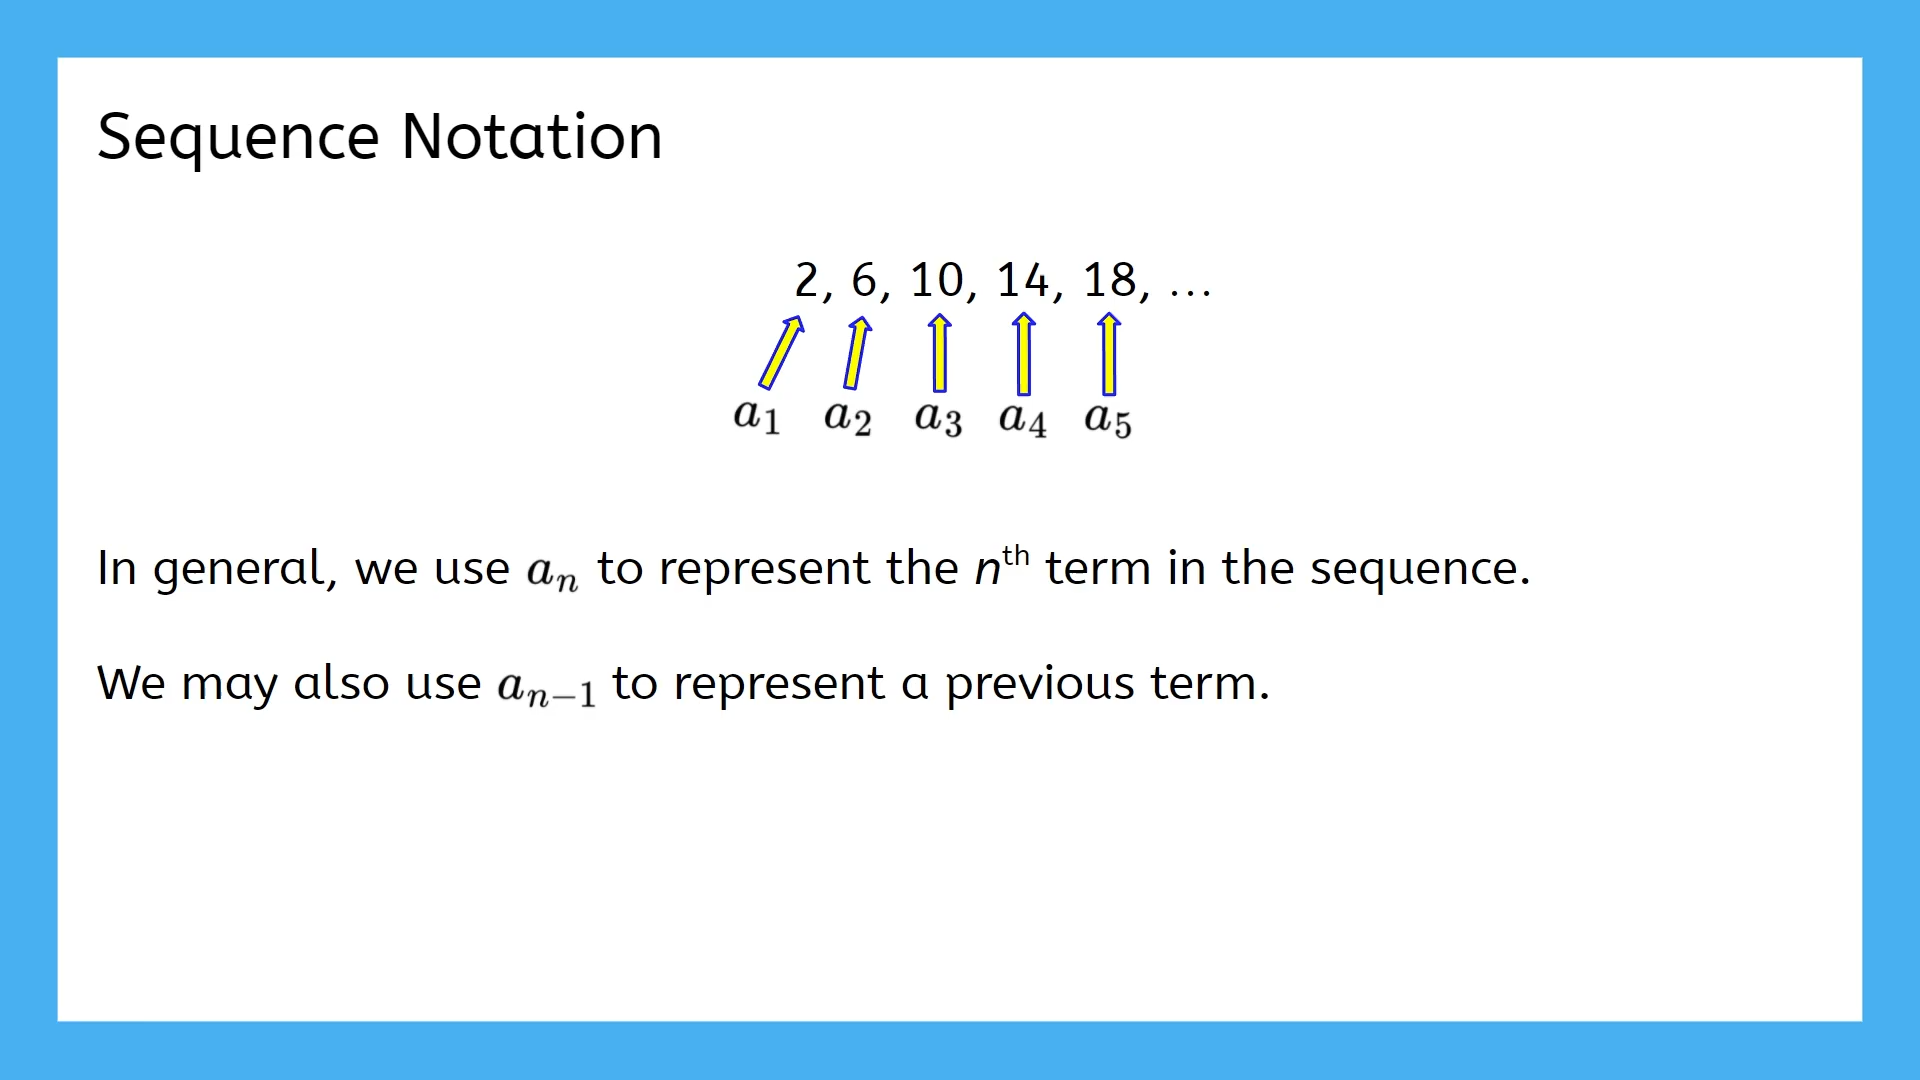 Sequence Notation
2, 6, 10, 14, 18, ...
a₁ a₂ a₃ a₄ a₅
In general, we use aₙ to represent the nᵗʰ term in the sequence.
We may also use aₙ₋₁ to represent a previous term.